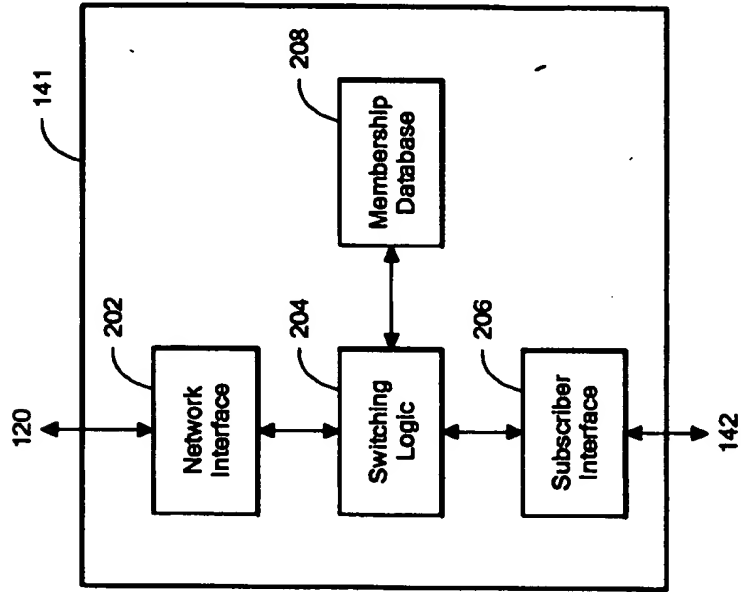 120
141
202
Network
Interface
204
Switching
Logic
208
Membership
Database
206
Subscriber
Interface
142